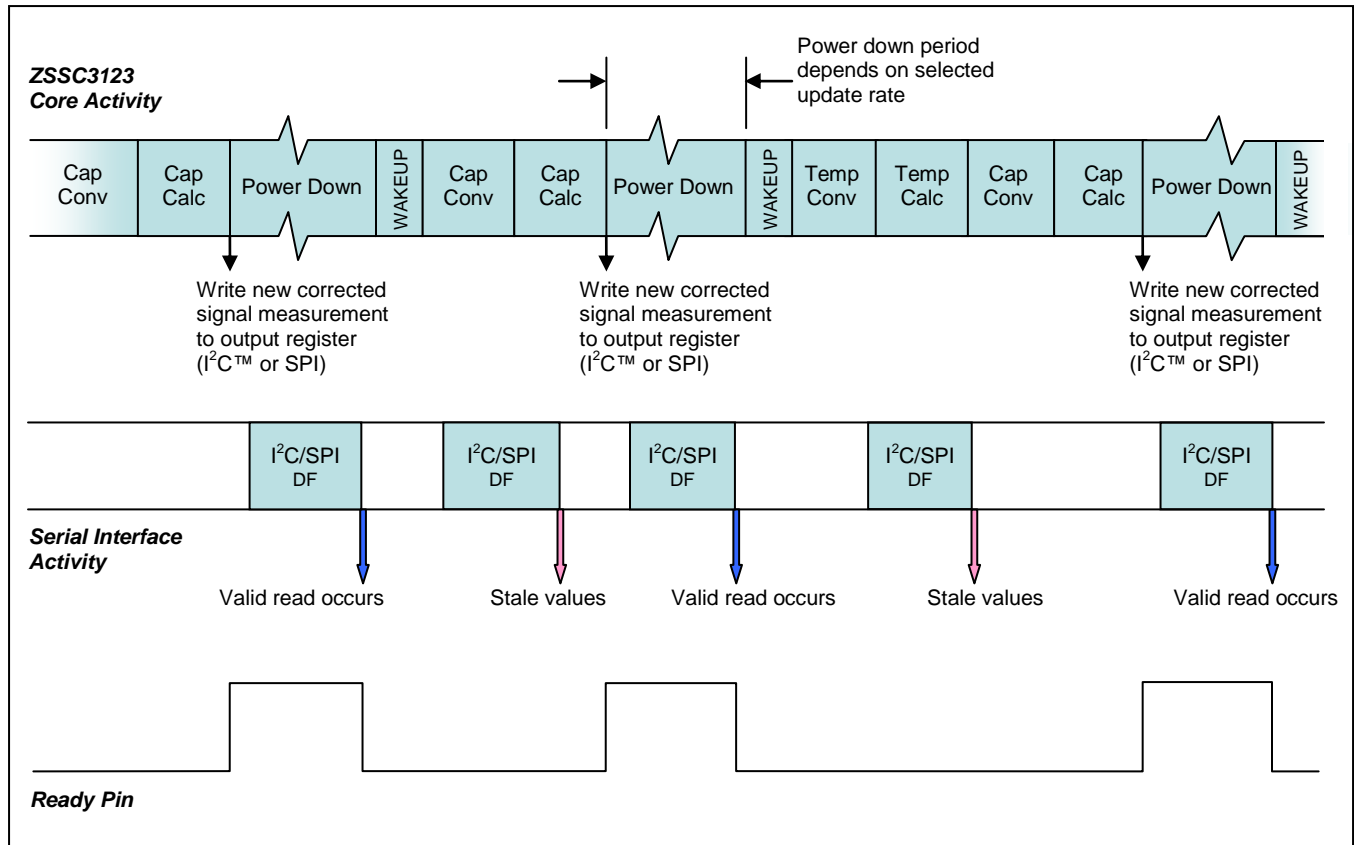 Power down period
depends on selected
update rate
ZSSC3123
Core Activity
Cap
Conv
Cap
Calc
Power Down
WAKEUP
Cap
Conv
Cap
Calc
Power Down
WAKEUP
Temp
Conv
Temp
Calc
Cap
Conv
Cap
Calc
Power Down
WAKEUP
Write new corrected
signal measurement
to output register
(I²C™ or SPI)
Write new corrected
signal measurement
to output register
(I²C™ or SPI)
Write new corrected
signal measurement
to output register
(I²C™ or SPI)
I²C/SPI
DF
I²C/SPI
DF
I²C/SPI
DF
I²C/SPI
DF
I²C/SPI
DF
Serial Interface
Activity
Valid read occurs
Stale values
Valid read occurs
Stale values
Valid read occurs
Ready Pin